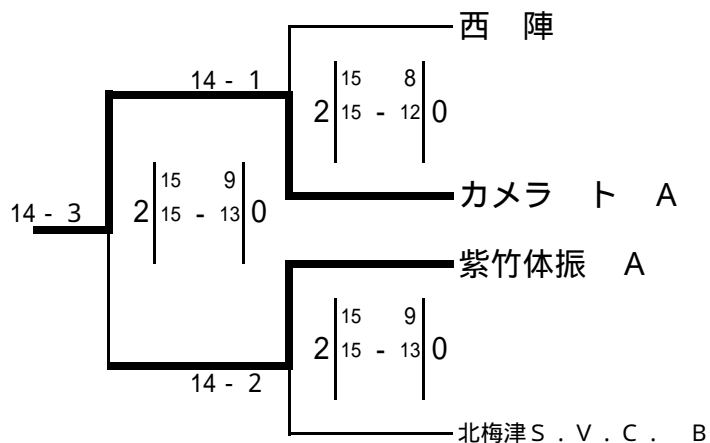 西　陣
14 - 1
15　8
2　15 - 12　0
カメラ　ト　A
15　9
2　15 - 13　0
14 - 3
紫竹体振　A
15　9
2　15 - 13　0
14 - 2
北梅津S．V．C．　B